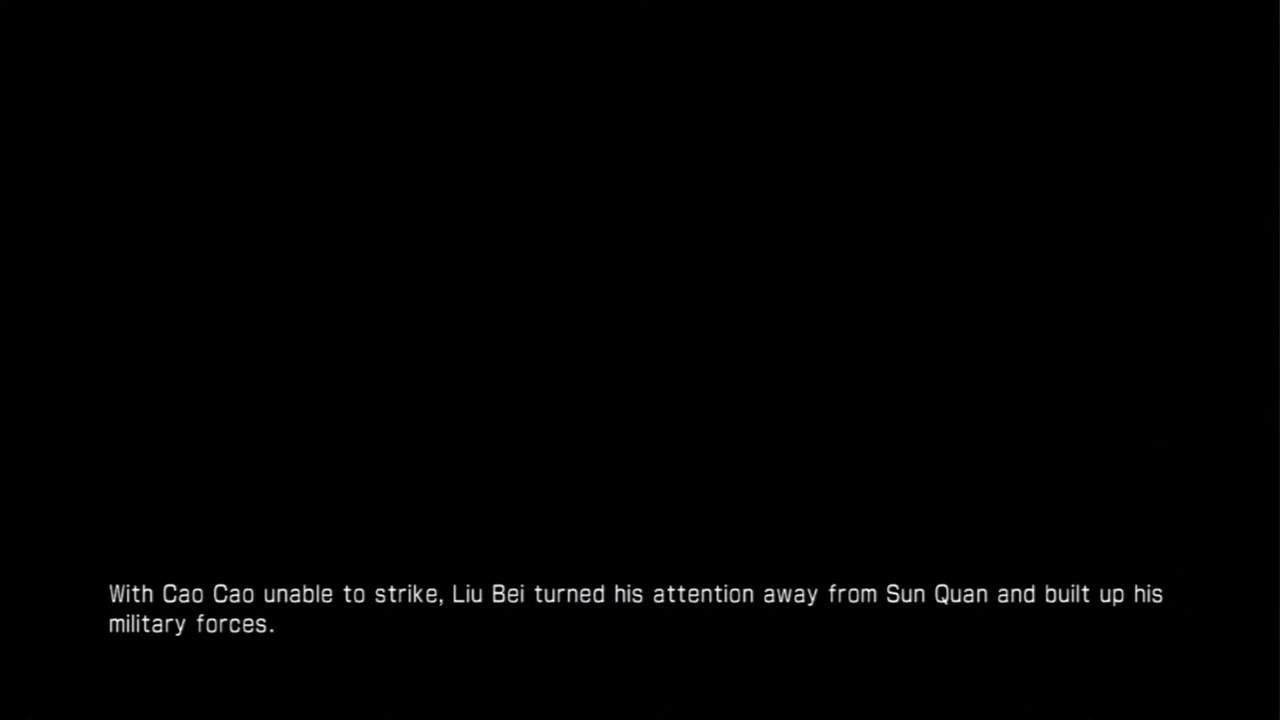 With Cao Cao unable to strike, Liu Bei turned his attention away from Sun Quan and built up his
military forces.